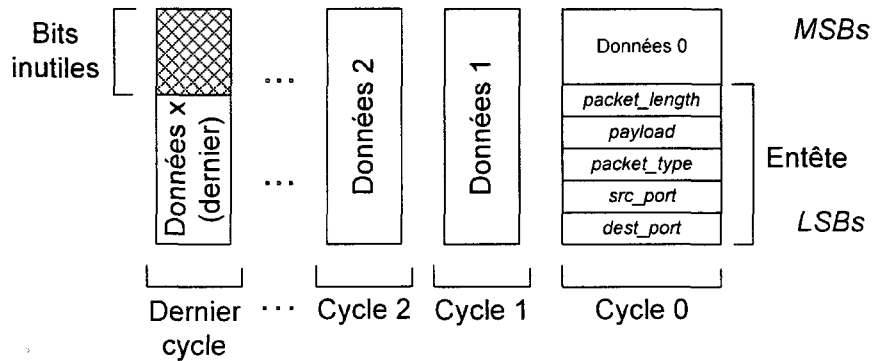 Bits
inutiles
Données x
(dernier)
...
...
Données 2
Données 1
Données 0
packet_length
payload
packet_type
src_port
dest_port
MSBs
Entête
LSBs
Dernier
cycle
...
Cycle 2
Cycle 1
Cycle 0